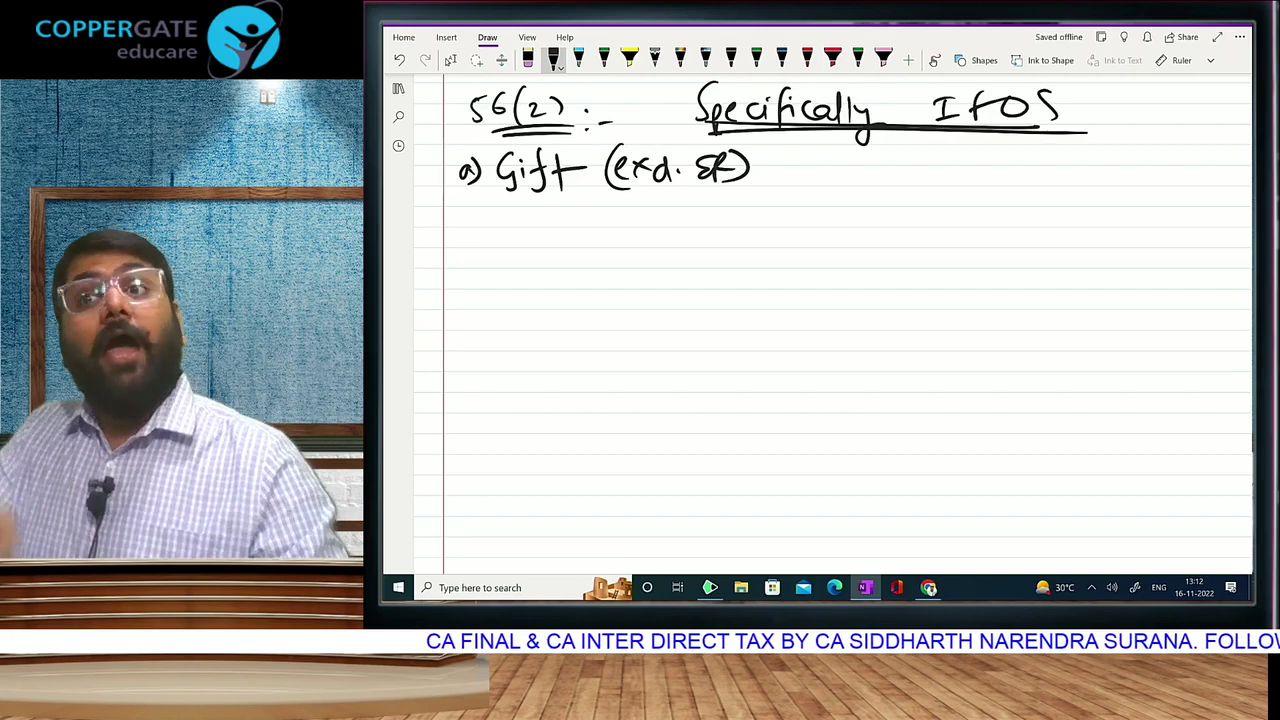 COPPERGATE
educare
Home Insert Draw View Help
Saved offline
Share
Shapes
Ink to Shape
Ink to Text
Ruler
56(2) :- Specifically IFOS
a) Gift (exd. SR)
Type here to search
30°C
ENG
13:12
16-11-2022
CA FINAL & CA INTER DIRECT TAX BY CA SIDDHARTH NARENDRA SURANA. FOLLO